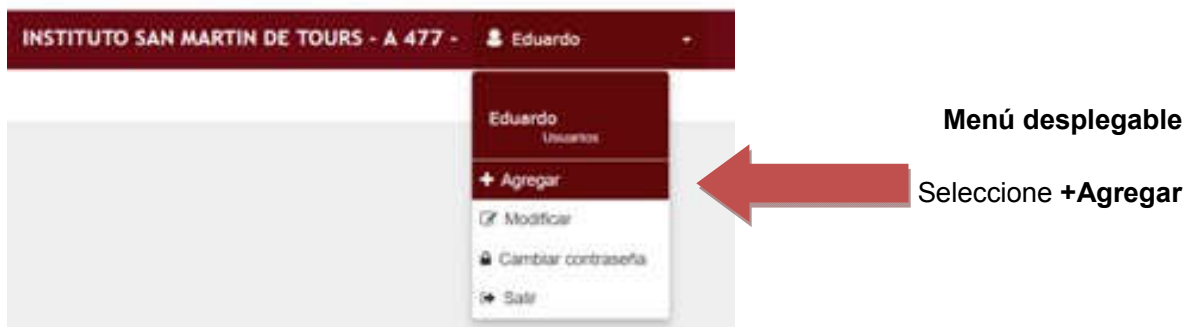 INSTITUTO SAN MARTIN DE TOURS - A 477 - Eduardo
Eduardo
Usuarios
+ Agregar
Modificar
Cambiar contraseña
Salir
Menú desplegable
Seleccione +Agregar